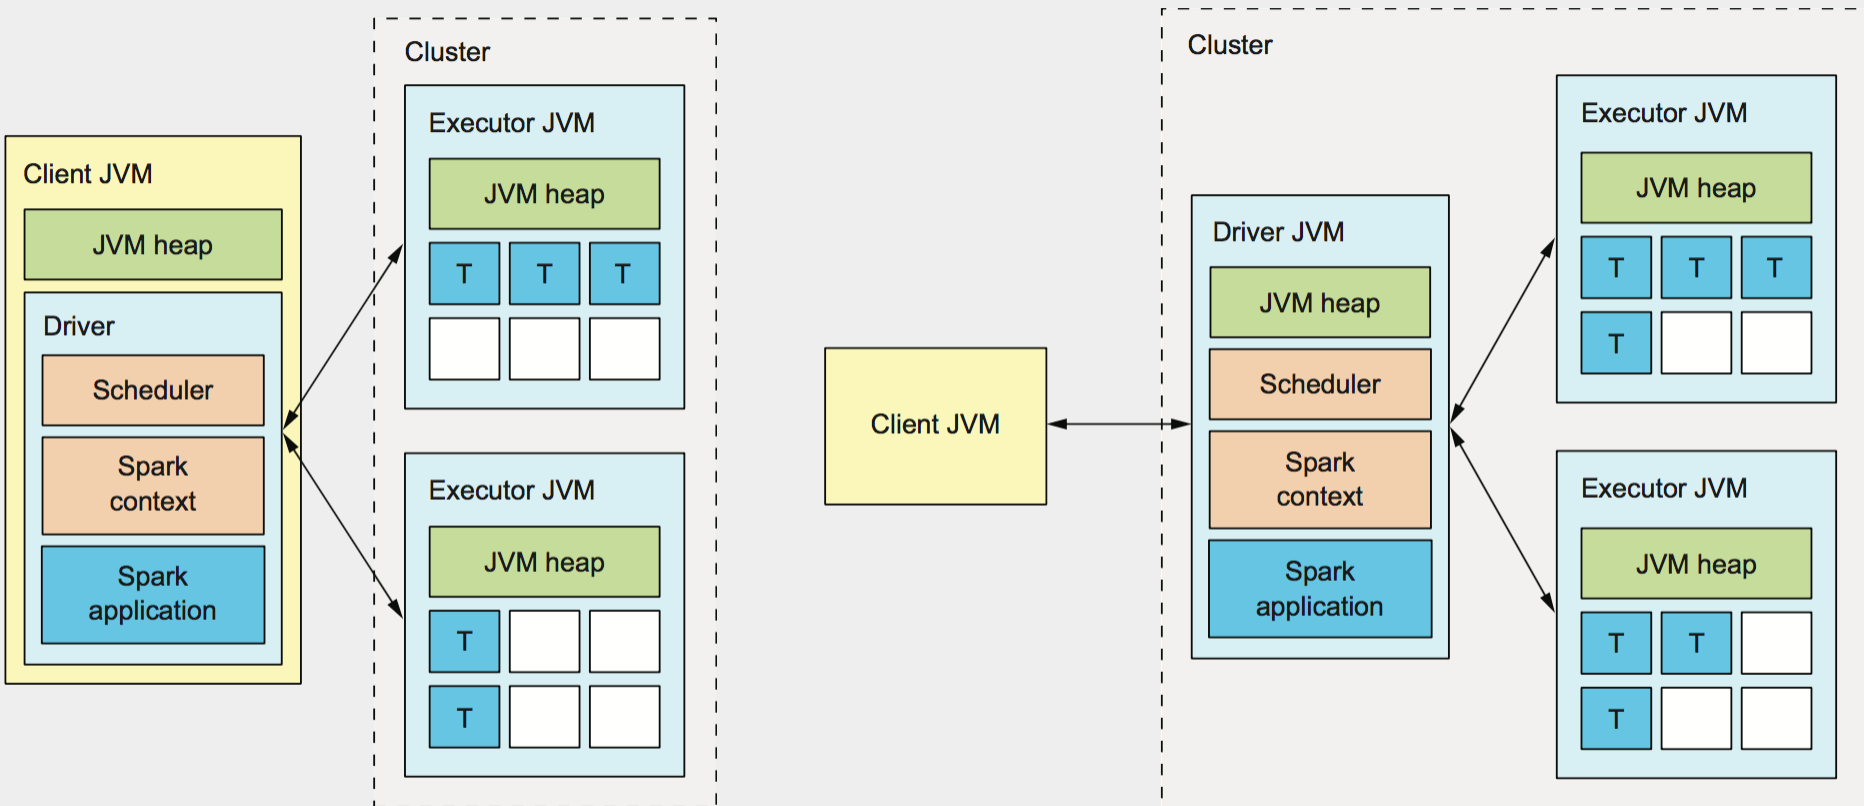 Client JVM
JVM heap
Driver
Scheduler
Spark
context
Spark
application
Cluster
Executor JVM
JVM heap
T T T
Executor JVM
JVM heap
T
T
Client JVM
Cluster
Driver JVM
JVM heap
Scheduler
Spark
context
Spark
application
Executor JVM
JVM heap
T T T
T
Executor JVM
JVM heap
T T
T